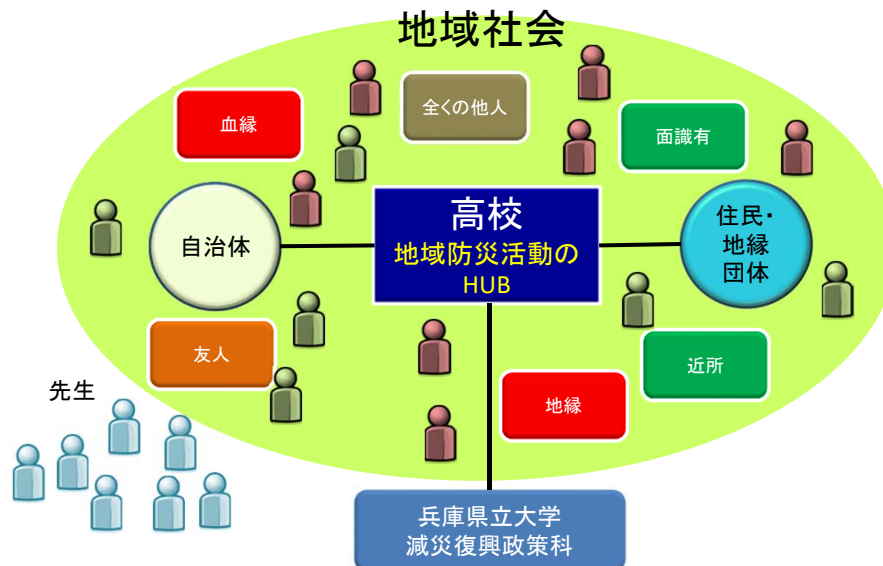 地域社会
血縁
全くの他人
面識有
高校
地域防災活動の
HUB
自治体
住民・
地縁
団体
友人
近所
地縁
先生
兵庫県立大学
減災復興政策科